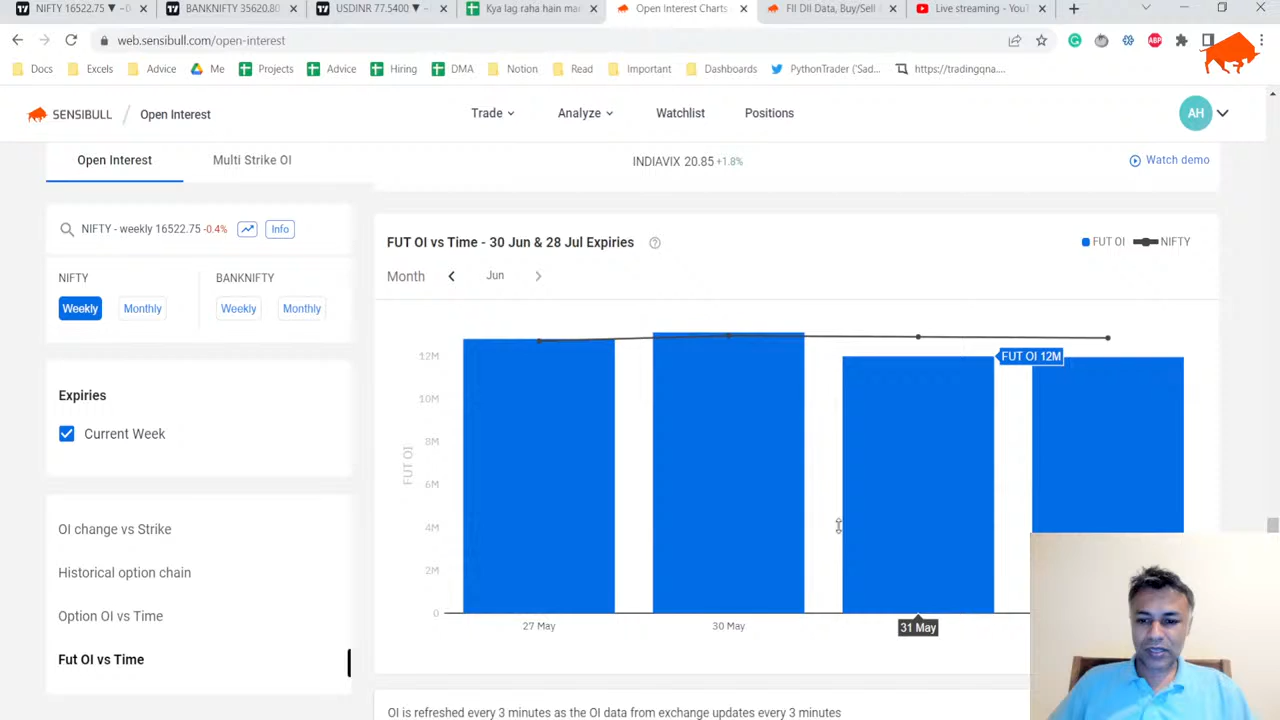 NIFTY 16522.75 ▼ -0.
BANKNIFTY 35620.80
USDINR 77.5400 ▼ -
Kya lag raha hain mar
Open Interest Charts -
FII DII Data, Buy/Sell a
Live streaming - YouT
web.sensibull.com/open-interest
ABP
Docs
Excels
Advice
Me
Projects
Advice
Hiring
DMA
Notion
Read
Important
Dashboards
PythonTrader ('Sad...
https://tradingqna....
SENSIBULL / Open Interest
Trade
Analyze
Watchlist
Positions
AH
Open Interest
Multi Strike OI
INDIAVIX 20.85 +1.8%
Watch demo
NIFTY - weekly 16522.75 -0.4%
Info
NIFTY
BANKNIFTY
Weekly
Monthly
Weekly
Monthly
Expiries
Current Week
OI change vs Strike
Historical option chain
Option OI vs Time
Fut OI vs Time
FUT OI vs Time - 30 Jun & 28 Jul Expiries
FUT OI
NIFTY
Month
Jun
FUT OI 12M
12M
10M
8M
6M
4M
2M
0
FUT OI
27 May
30 May
31 May
OI is refreshed every 3 minutes as the OI data from exchange updates every 3 minutes